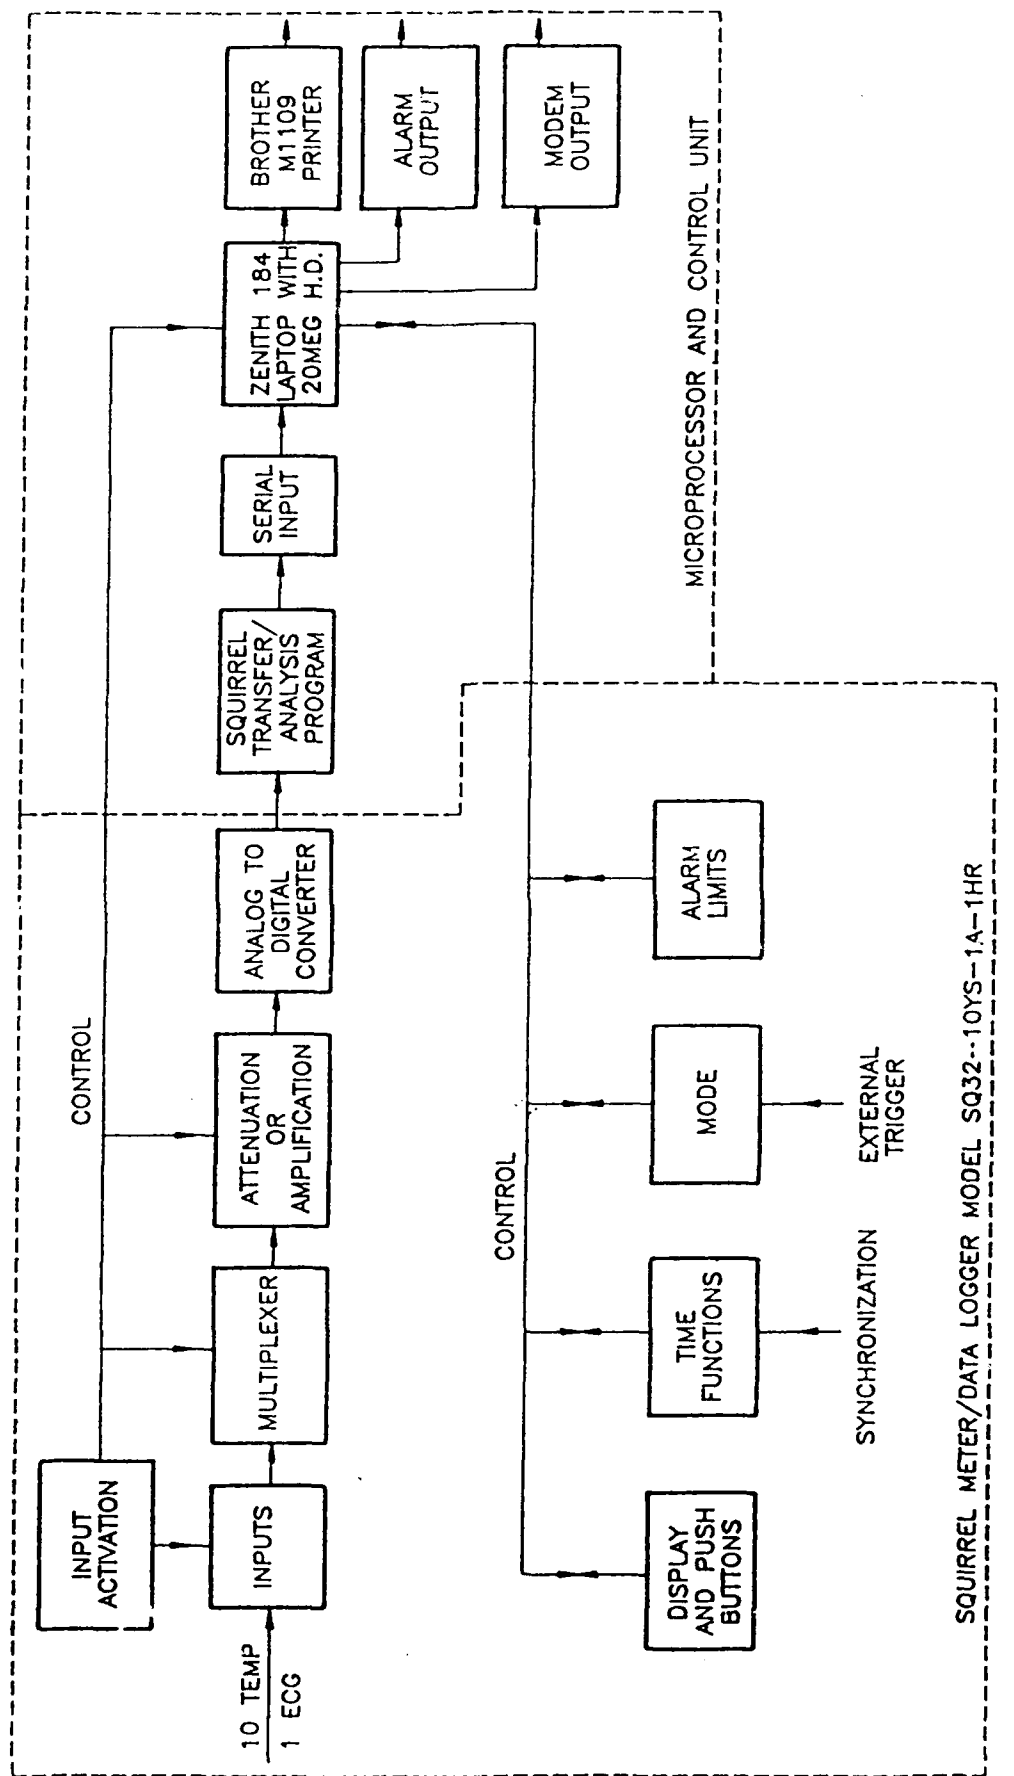 INPUT
ACTIVATION
CONTROL
10 TEMP
1 ECG
INPUTS
MULTIPLEXER
ATTENUATION
OR
AMPLIFICATION
ANALOG TO
DIGITAL
CONVERTER
SQUIRREL
TRANSFER/
ANALYSIS
PROGRAM
SERIAL
INPUT
ZENITH 184
LAPTOP WITH
20MEG H.D.
BROTHER
M1109
PRINTER
ALARM
OUTPUT
MODEM
OUTPUT
CONTROL
DISPLAY
AND PUSH
BUTTONS
TIME
FUNCTIONS
MODE
ALARM
LIMITS
SYNCHRONIZATION
EXTERNAL
TRIGGER
MICROPROCESSOR AND CONTROL UNIT
SQUIRREL METER/DATA LOGGER MODEL SQ32--10YS-1A-1HR